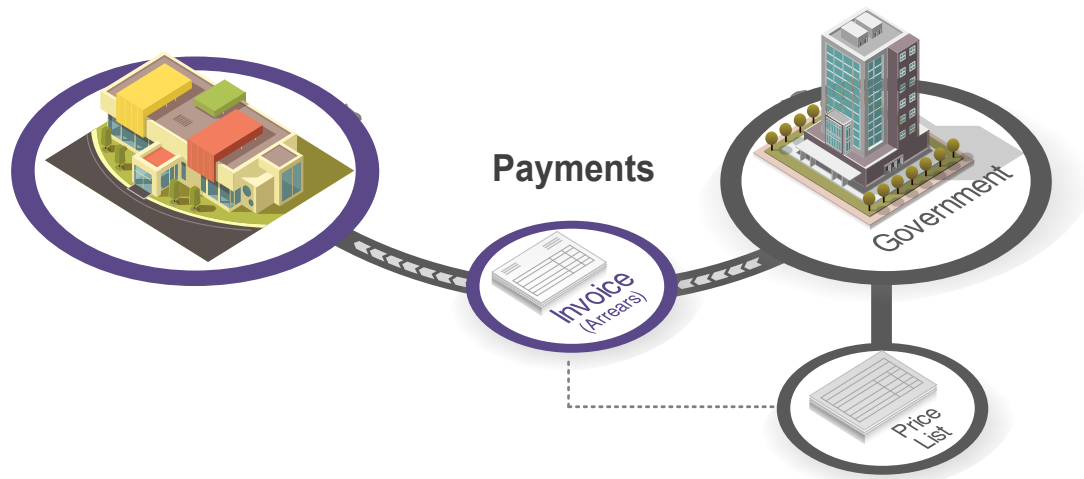 Payments
Government
Invoice
(Arrears)
Price
List